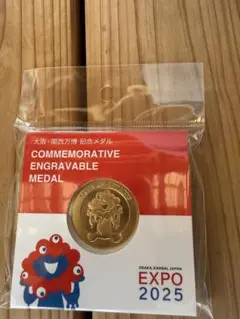 大阪・関西万博 記念メダル
COMMEMORATIVE
ENGRAVABLE
MEDAL
OSAKA, KANSAI, JAPAN
EXPO
2025